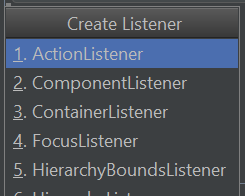 Create Listener
1. ActionListener
2. ComponentListener
3. ContainerListener
4. FocusListener
5. HierarchyBoundsListener